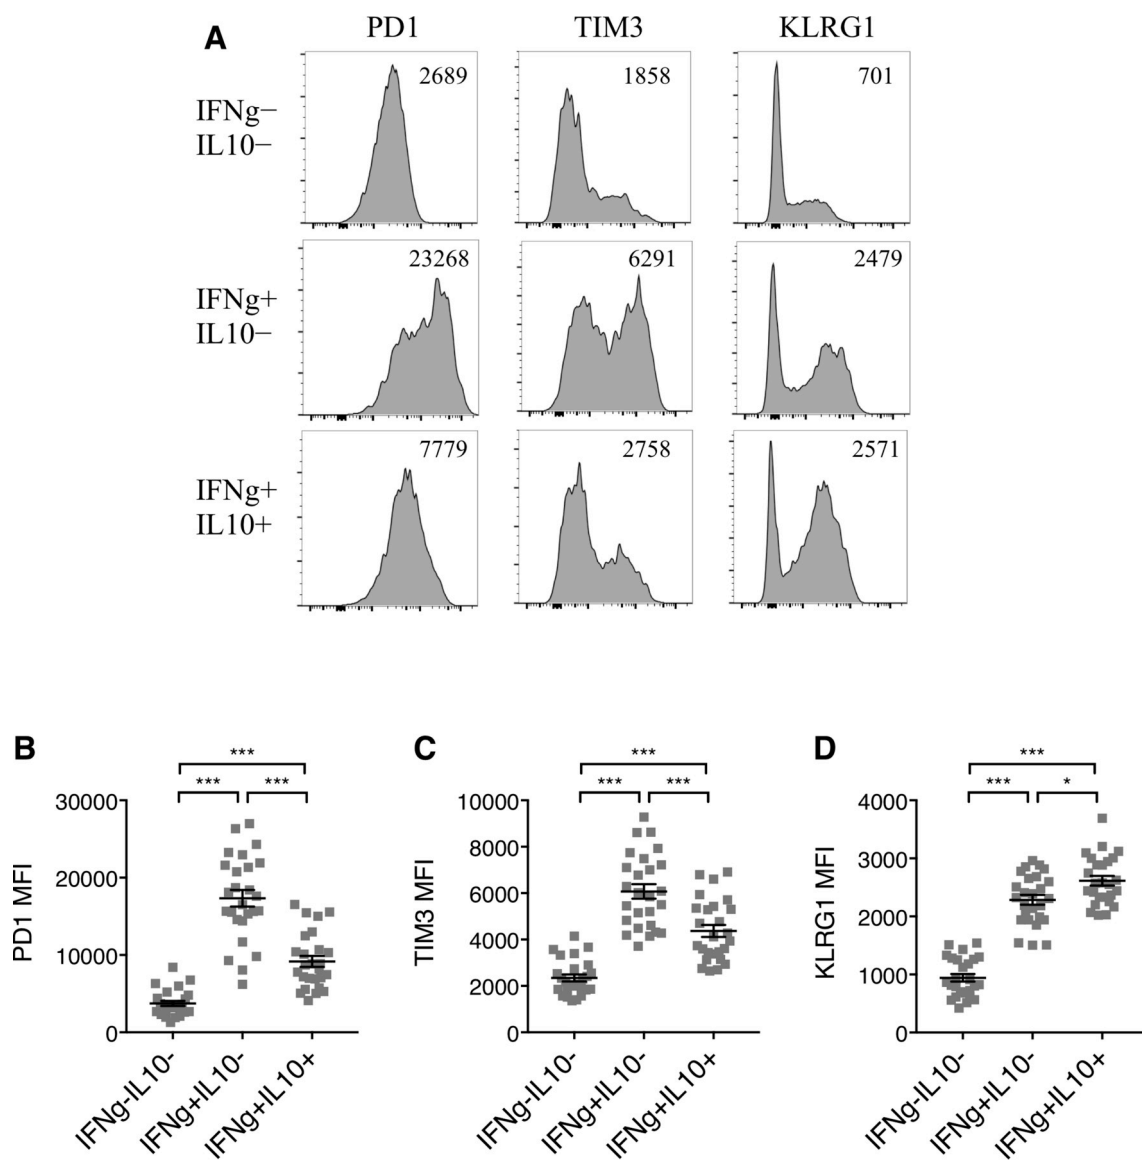 A
PD1 TIM3 KLRG1
IFNg−
IL10−
2689 1858 701
IFNg+
IL10−
23268 6291 2479
IFNg+
IL10+
7779 2758 2571
B
*** 
*** ***
PD1 MFI
30000
20000
10000
0
IFNg-IL10-
IFNg+IL10-
IFNg+IL10+
C
***
*** ***
TIM3 MFI
10000
8000
6000
4000
2000
0
IFNg-IL10-
IFNg+IL10-
IFNg+IL10+
D
***
*** *
KLRG1 MFI
4000
3000
2000
1000
0
IFNg-IL10-
IFNg+IL10-
IFNg+IL10+